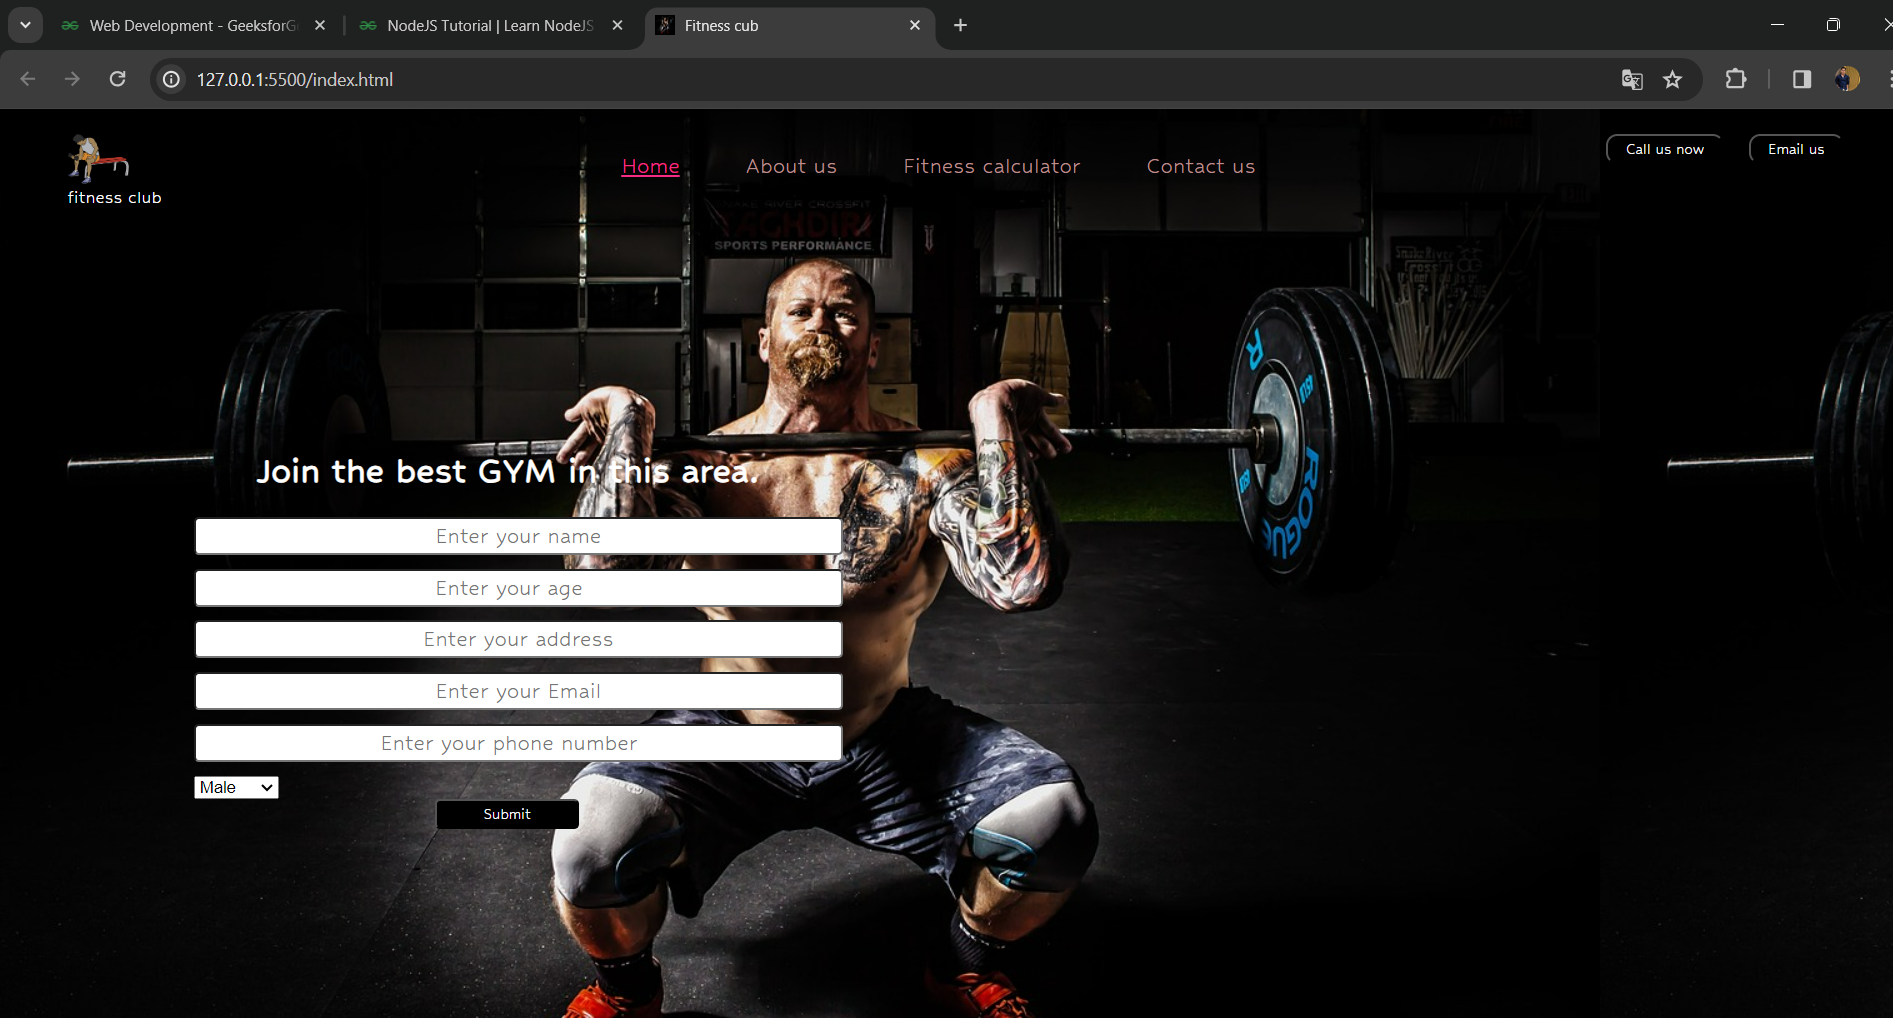 Web Development - GeeksforG
NodeJS Tutorial | Learn NodeJS
Fitness cub
127.0.0.1:5500/index.html
fitness club
Home
About us
Fitness calculator
Contact us
Call us now
Email us
SPORTS PERFORMANCE
R
ROGUE
Join the best GYM in this area.
Enter your name
Enter your age
Enter your address
Enter your Email
Enter your phone number
Male
Submit